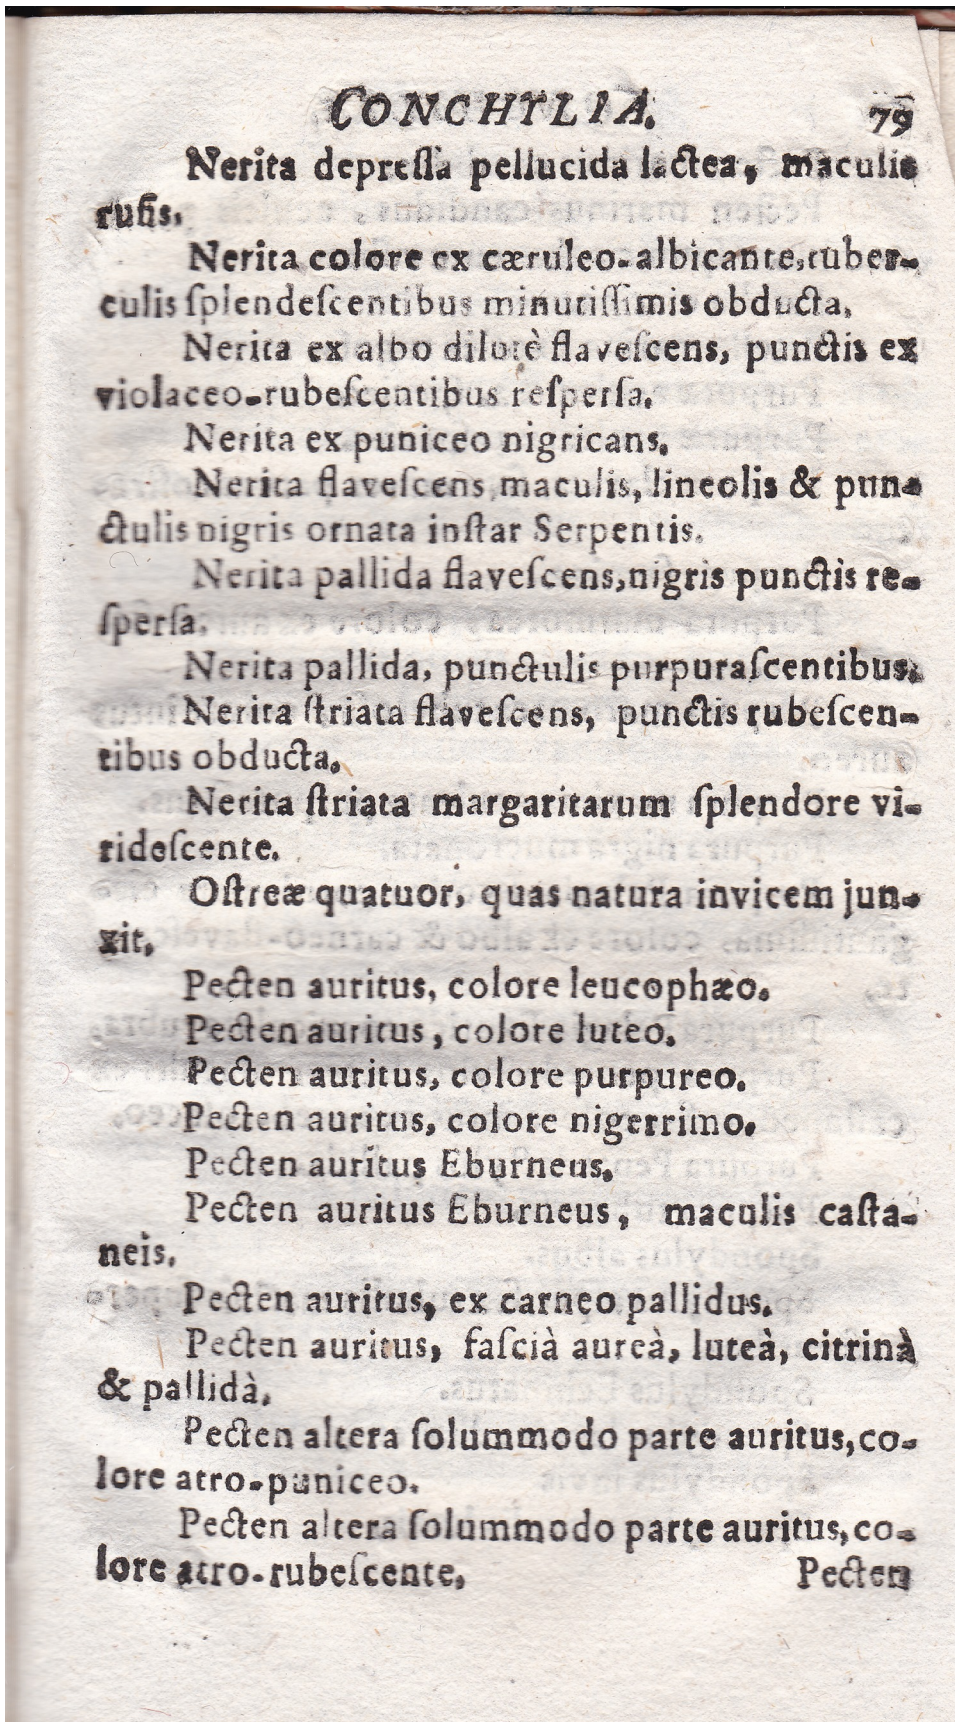 CONCHYLIA. 79
Nerita depreſſa pellucida lactea, maculis
rufis.
Nerita colore ex cæruleo-albicante, tuber-
culis ſplendeſcentibus minutiſſimis obducta.
Nerita ex albo dilutè flaveſcens, punctis ex
violaceo-rubeſcentibus reſperſa.
Nerita ex puniceo nigricans.
Nerita flaveſcens, maculis, lineolis & pun-
ctulis nigris ornata inſtar Serpentis.
Nerita pallida flaveſcens, nigris punctis re-
ſperſa.
Nerita pallida, punctulis purpuraſcentibus.
Nerita ſtriata flaveſcens, punctis rubeſcen-
tibus obducta.
Nerita ſtriata margaritarum ſplendore vi-
rideſcente.
Oſtreæ quatuor, quas natura invicem jun-
xit.
Pecten auritus, colore leucophæo.
Pecten auritus, colore luteo.
Pecten auritus, colore purpureo.
Pecten auritus, colore nigerrimo.
Pecten auritus Eburneus.
Pecten auritus Eburneus, maculis caſta-
neis.
Pecten auritus, ex carneo pallidus.
Pecten auritus, faſcià aureà, luteà, citrinà
& pallidà.
Pecten altera ſolummodo parte auritus, co-
lore atro-puniceo.
Pecten altera ſolummodo parte auritus, co-
lore atro-rubeſcente.
Pecten